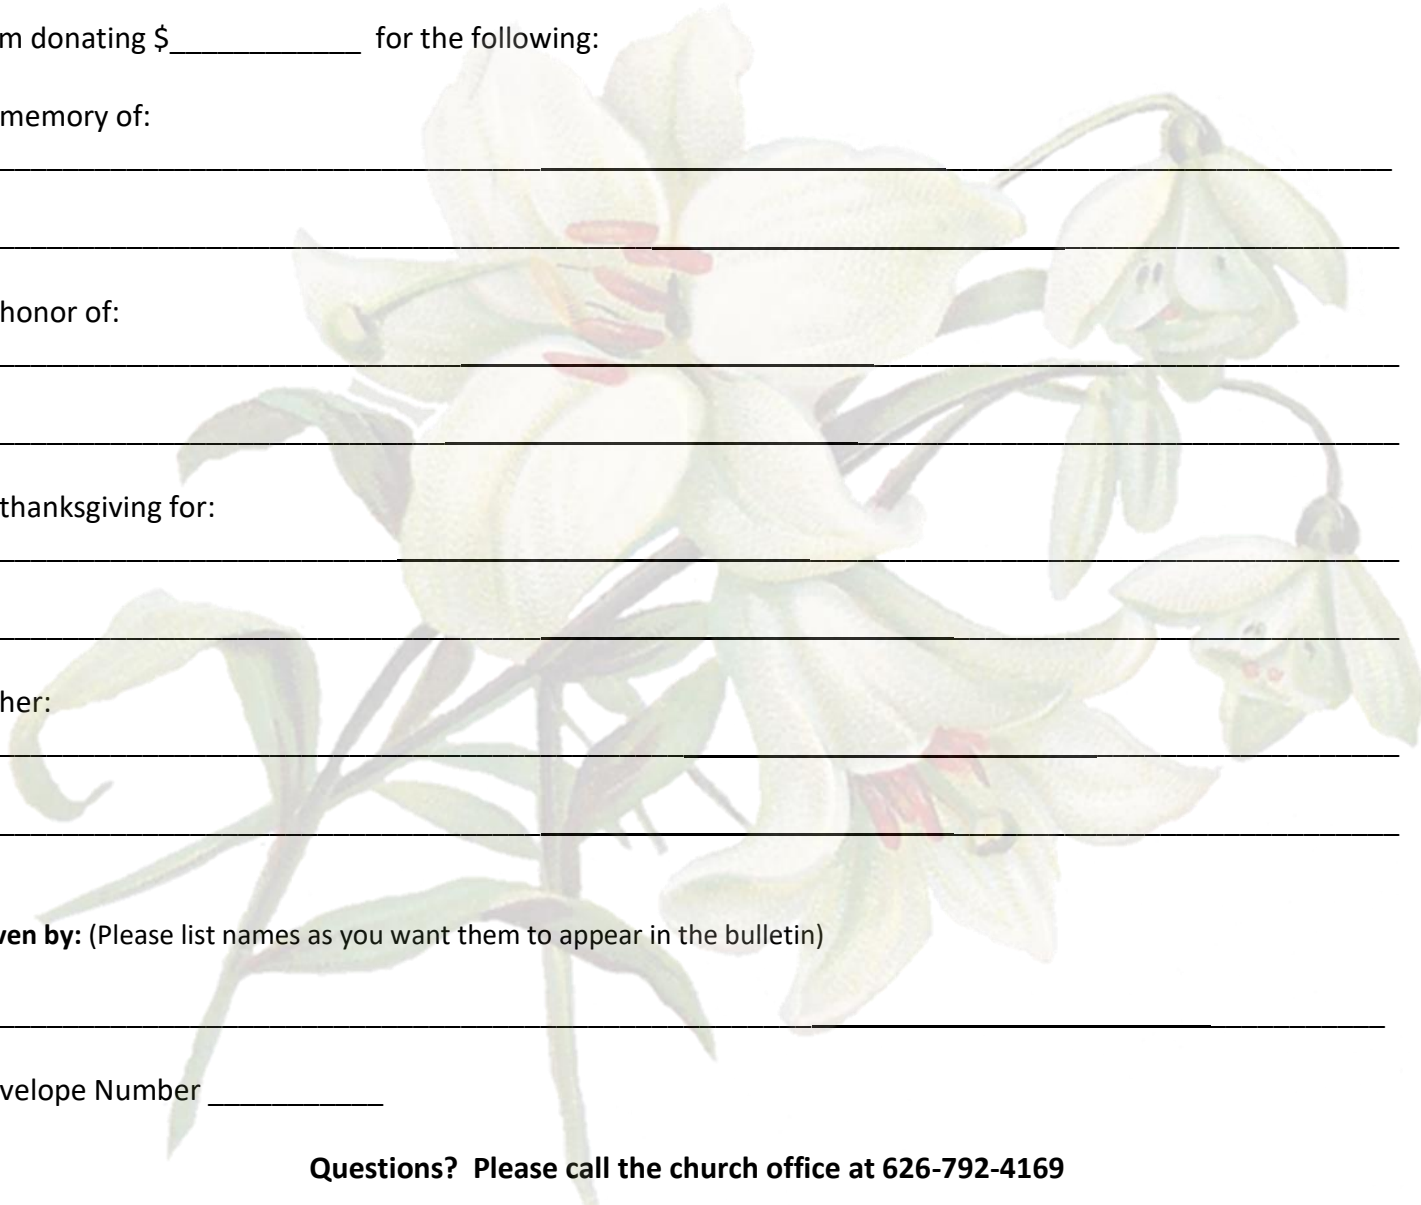 m donating $____________ for the following:
memory of:
honor of:
thanksgiving for:
her:
ven by: (Please list names as you want them to appear in the bulletin)
velope Number ___________
Questions? Please call the church office at 626-792-4169